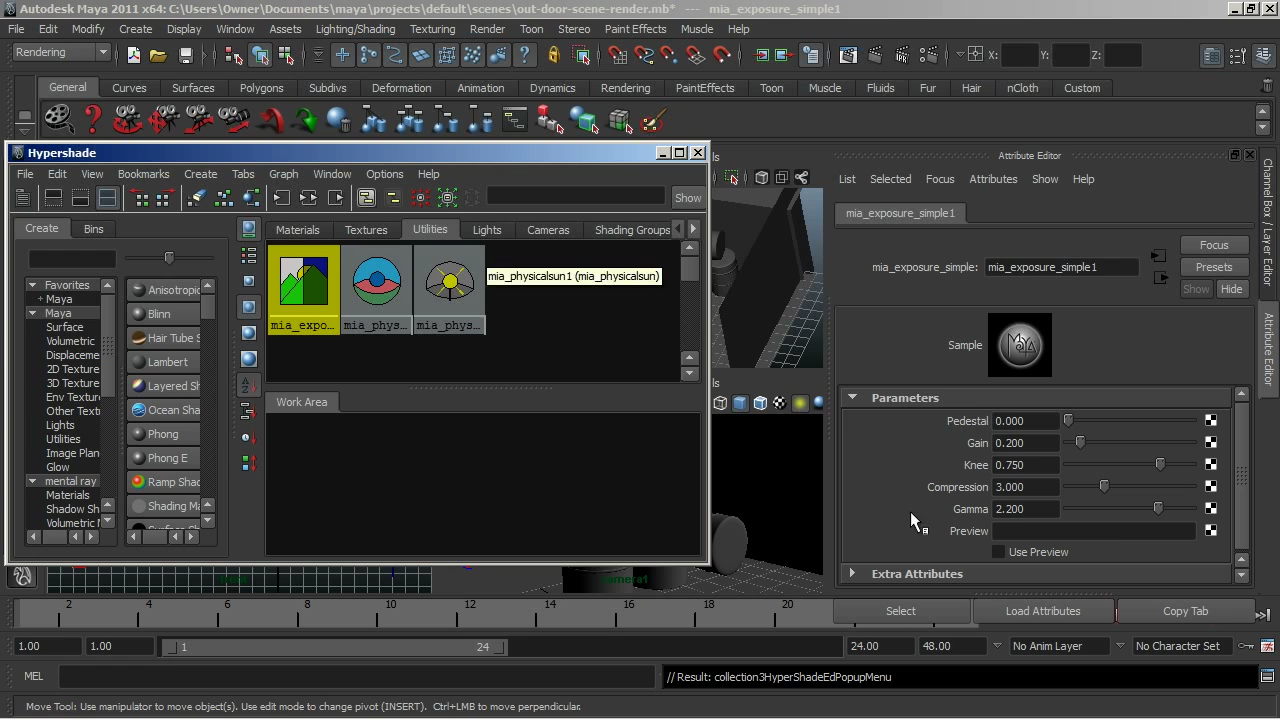 Autodesk Maya 2011 x64: C:\Users\Owner\Documents\maya\projects\default\scenes\out-door-scene-render.mb* --- mia_exposure_simple1
File Edit Modify Create Display Window Assets Lighting/Shading Texturing Render Toon Stereo Paint Effects Muscle Help
Rendering X: Y: Z:
General Curves Surfaces Polygons Subdivs Deformation Animation Dynamics Rendering PaintEffects Toon Muscle Fluids Fur Hair nCloth Custom
Hypershade
File Edit View Bookmarks Create Tabs Graph Window Options Help
Show
Create Bins
Materials Textures Utilities Lights Cameras Shading Groups
mia_physicalsun1 (mia_physicalsun)
mia_expo... mia_phys... mia_phys...
Work Area
Favorites
+ Maya
Maya
Surface
Volumetric
Displaceme
2D Texture
3D Texture
Env Texture
Other Text
Lights
Utilities
Image Plan
Glow
mental ray
Materials
Shadow Sh
Volumetric
Anisotropic
Blinn
Hair Tube S
Lambert
Layered Sh
Ocean Sha
Phong
Phong E
Ramp Shad
Shading Ma
Attribute Editor
List Selected Focus Attributes Show Help
mia_exposure_simple1
mia_exposure_simple: mia_exposure_simple1
Focus
Presets
Show Hide
Sample
Parameters
Pedestal 0.000
Gain 0.200
Knee 0.750
Compression 3.000
Gamma 2.200
Preview
Use Preview
Extra Attributes
Select Load Attributes Copy Tab
Channel Box / Layer Editor
Attribute Editor
camera1
2 4 6 8 10 12 14 16 18 20
1.00 1.00 1 24 24.00 48.00 No Anim Layer No Character Set
MEL // Result: collection3HyperShadeEdPopupMenu
Move Tool: Use manipulator to move object(s). Use edit mode to change pivot (INSERT). Ctrl+LMB to move perpendicular.